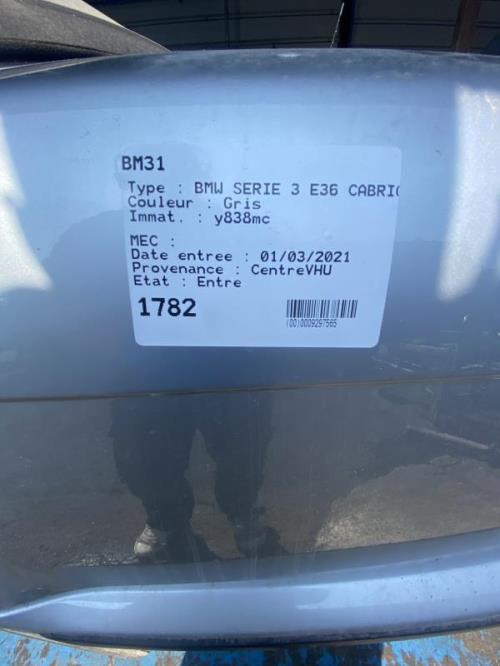 BM31
Type : BMW SERIE 3 E36 CABRIO
Couleur : Gris
Immat. : y838mc
MEC :
Date entree : 01/03/2021
Provenance : CentreVHU
Etat : Entre
1782
(00)0009297565